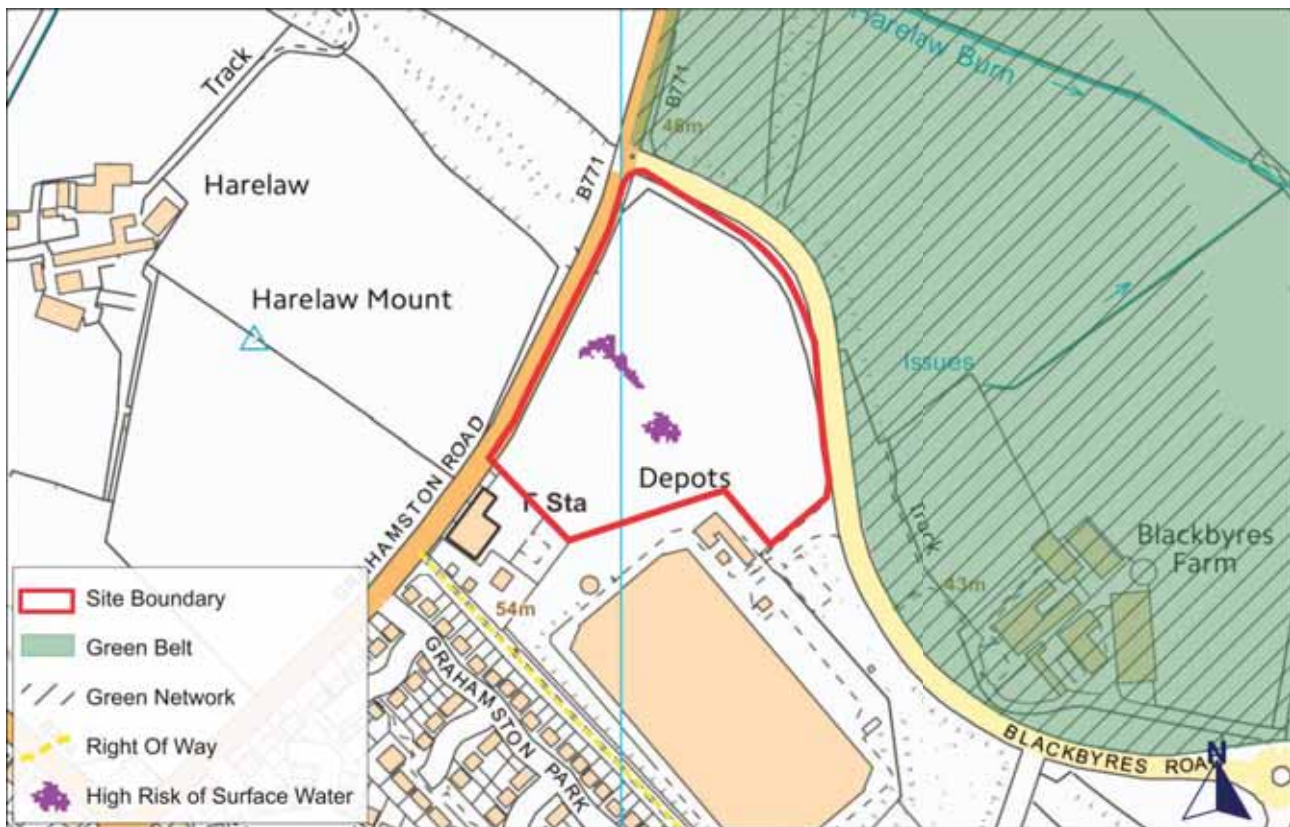 Harelaw Burn
Track
B771
48m
Harelaw
B771
Harelaw Mount
Issues
GRAHAMSTON ROAD
Depots
F Sta
Track
Blackbyres
Farm
43m
54m
GRAHAMSTON PARK
BLACKBYRES ROAD
N
Site Boundary
Green Belt
Green Network
Right Of Way
High Risk of Surface Water